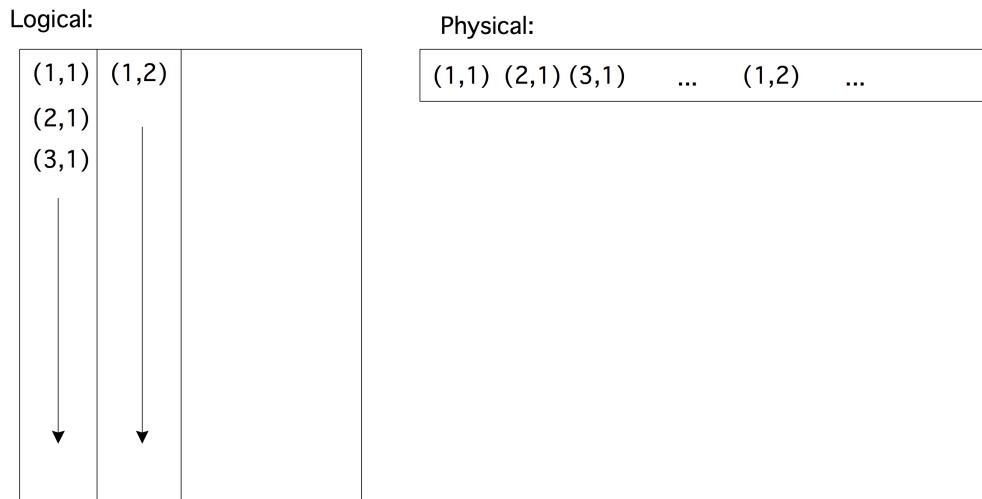 Logical:
(1,1) (1,2)
(2,1)
(3,1)
Physical:
(1,1) (2,1) (3,1) ... (1,2) ...